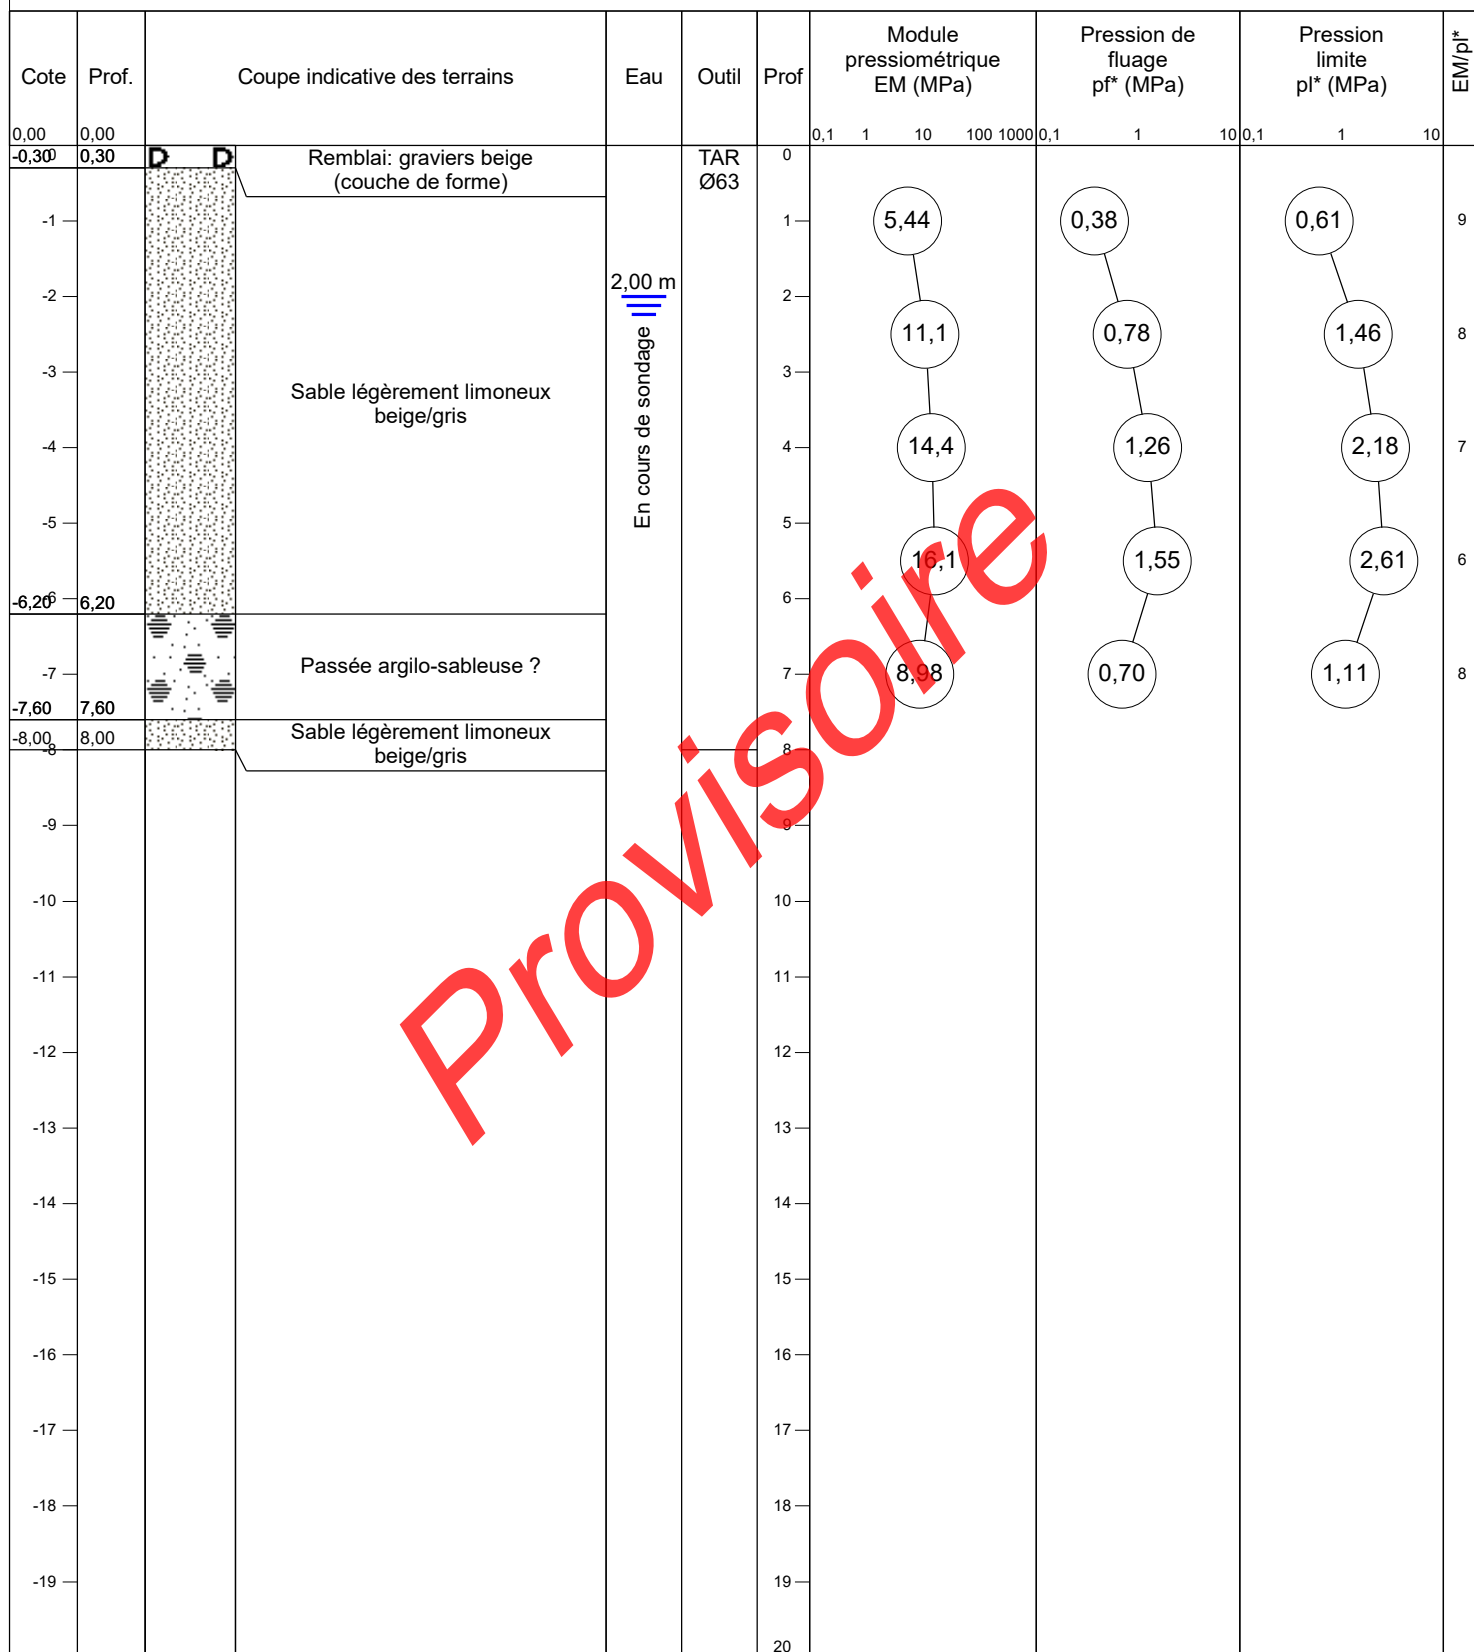 Cote
Prof.
Coupe indicative des terrains
Eau
Outil
Prof
Module
pressiométrique
EM (MPa)
Pression de
fluage
pf* (MPa)
Pression
limite
pl* (MPa)
EM/pl*
0,00 0,00
0,1 1 10 100 1000
0,1 1 10
0,1 1 10
-0,30 0,30
0
D D
Remblai: graviers beige
(couche de forme)
TAR
Ø63
0
-1 1 5,44 0,38 0,61 9
2,00 m
-2 2
11,1 0,78 1,46 8
En cours de sondage
-3 3
Sable légèrement limoneux
beige/gris
-4 4 14,4 1,26 2,18 7
-5 5
16,1 1,55 2,61 6
-6,20 6,20
-6 6
Passée argilo-sableuse ?
-7 7 8,98 0,70 1,11 8
-7,60 7,60
Sable légèrement limoneux
beige/gris
-8,00 8,00
-8 8
-9 9
-10 10
-11 11
-12 12
-13 13
-14 14
-15 15
-16 16
-17 17
-18 18
-19 19
20
Provisoire